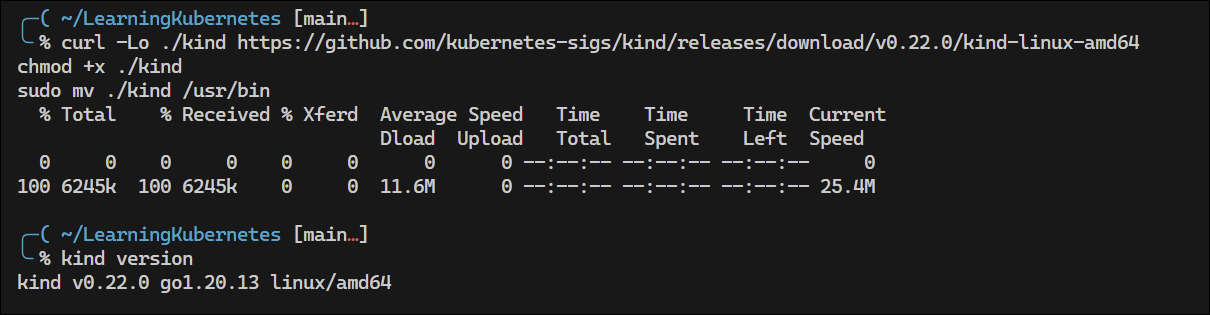 ╭─( ~/LearningKubernetes [main…]
╰ % curl -Lo ./kind https://github.com/kubernetes-sigs/kind/releases/download/v0.22.0/kind-linux-amd64
chmod +x ./kind
sudo mv ./kind /usr/bin
  % Total    % Received % Xferd  Average Speed   Time    Time     Time  Current
                                 Dload  Upload   Total   Spent    Left  Speed
  0     0    0     0    0     0      0      0 --:--:-- --:--:-- --:--:--     0
100 6245k  100 6245k    0     0  11.6M      0 --:--:-- --:--:-- --:--:-- 25.4M
╭─( ~/LearningKubernetes [main…]
╰ % kind version
kind v0.22.0 go1.20.13 linux/amd64